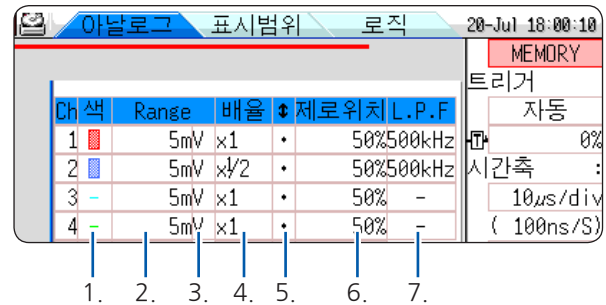 아날로그 표시범위 로직 20-Jul 18:00:10
MEMORY
트리거
Ch 색 Range 배율 ⬍ 제로위치 L.P.F 자동
1 5mV x1 • 50% 500kHz T 0%
2 5mV x1/2 • 50% 500kHz 시간축 :
3 - 5mV x1 • 50% - 10µs/div
4 - 5mV x1 • 50% - ( 100ns/S)
1. 2. 3. 4. 5. 6. 7.